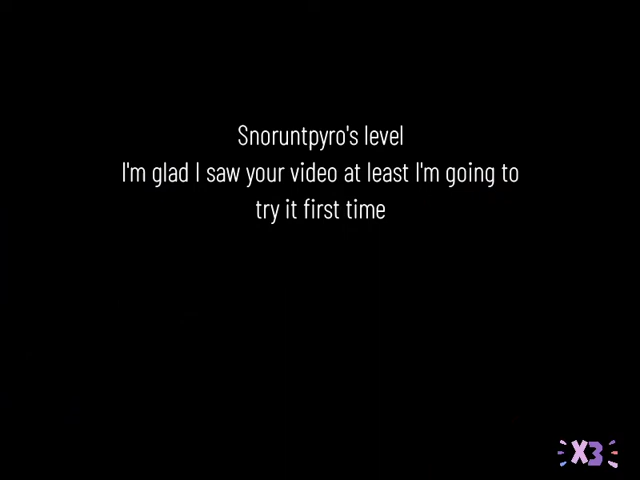 Snoruntpyro's level
I'm glad I saw your video at least I'm going to
try it first time
X3